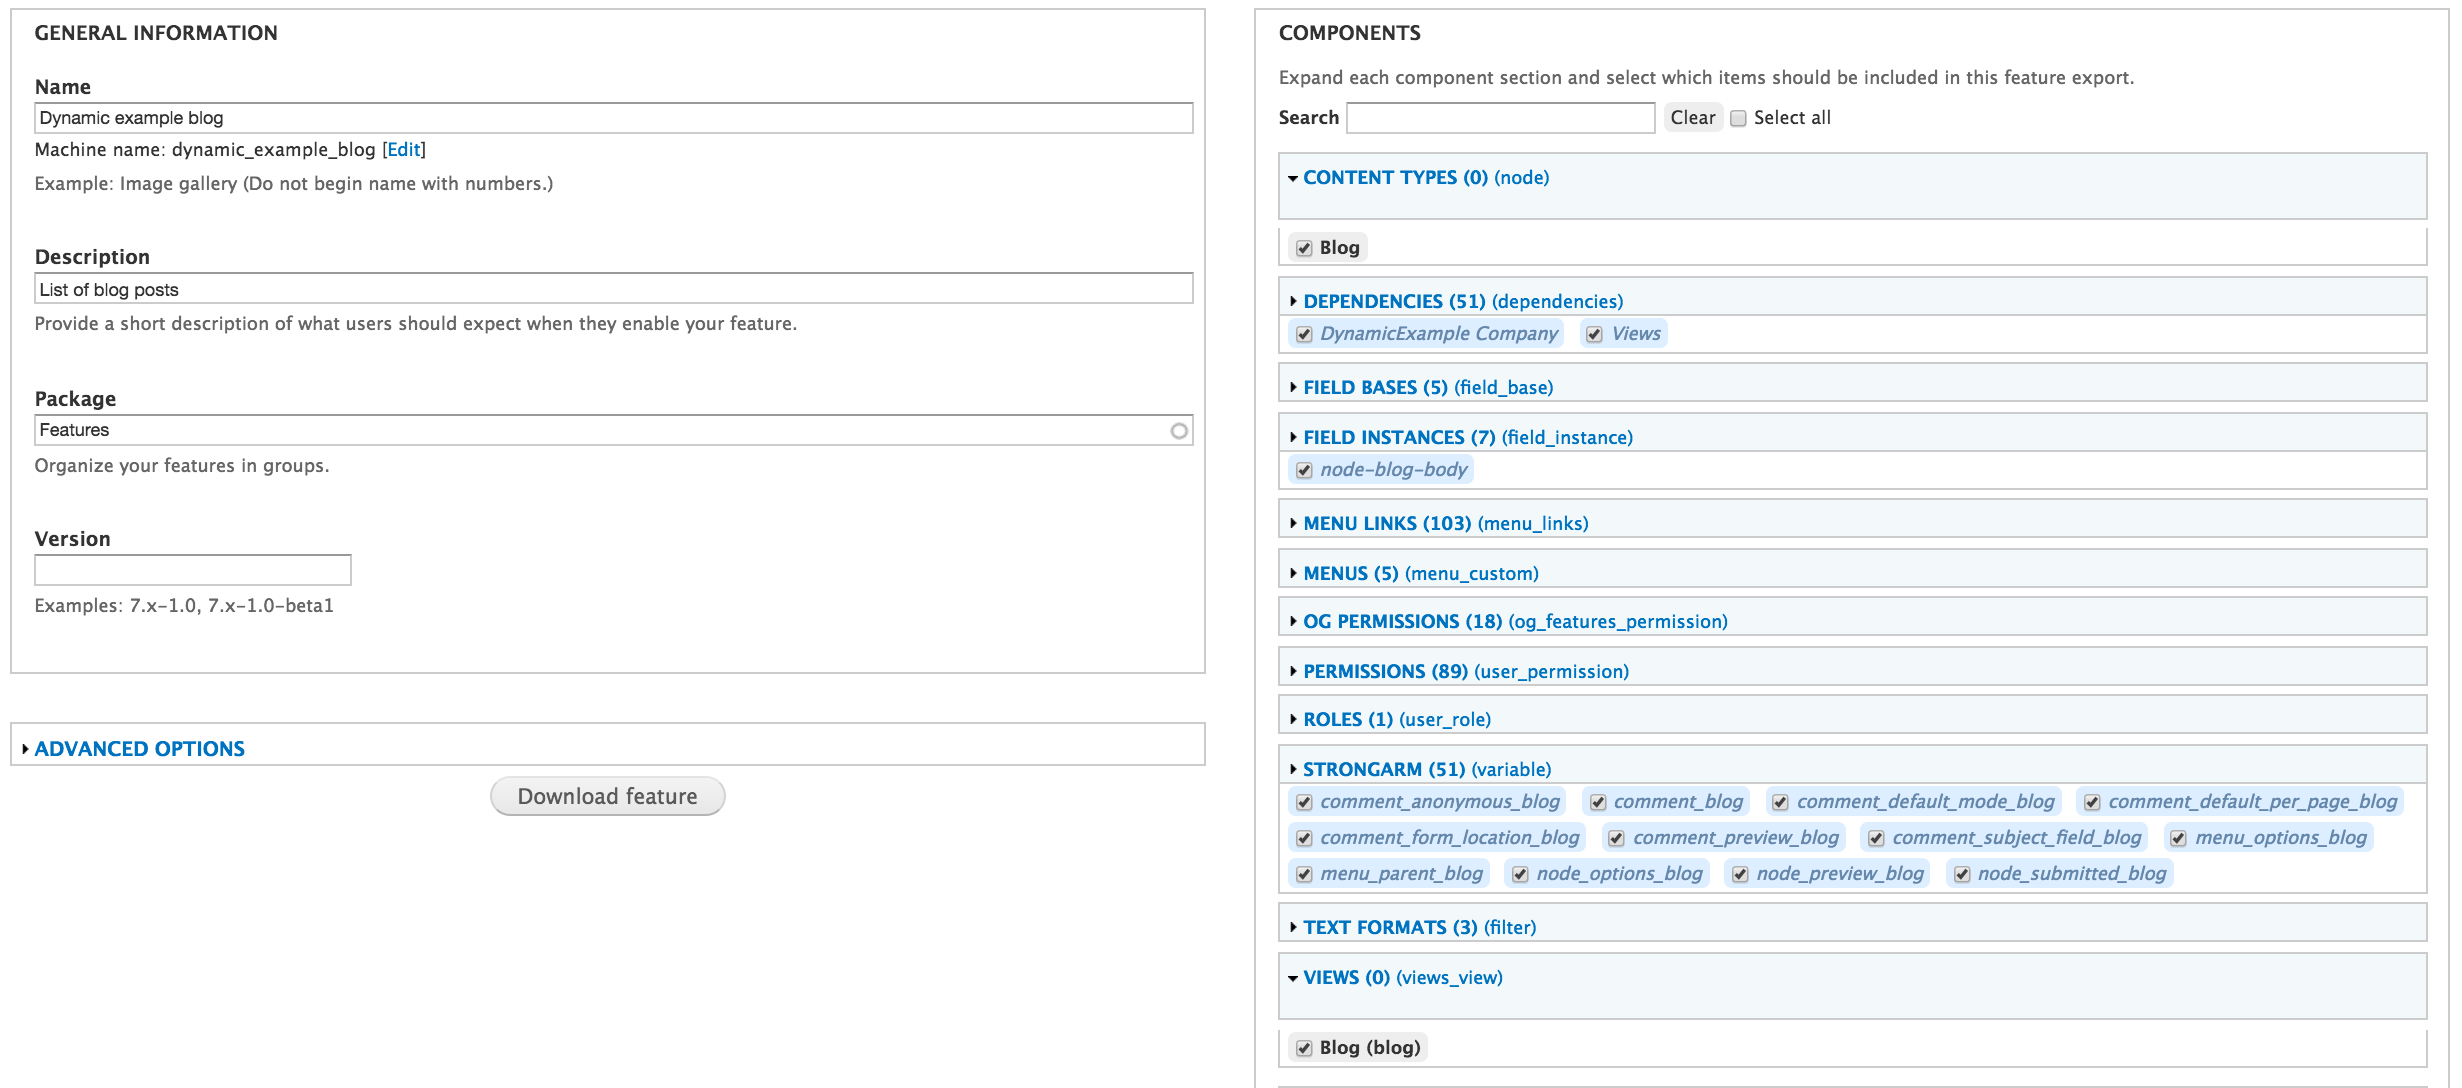 GENERAL INFORMATION
Name
Dynamic example blog
Machine name: dynamic_example_blog [Edit]
Example: Image gallery (Do not begin name with numbers.)
Description
List of blog posts
Provide a short description of what users should expect when they enable your feature.
Package
Features
Organize your features in groups.
Version
Examples: 7.x-1.0, 7.x-1.0-beta1
ADVANCED OPTIONS
Download feature
COMPONENTS
Expand each component section and select which items should be included in this feature export.
Search Clear Select all
CONTENT TYPES (0) (node)
Blog
DEPENDENCIES (51) (dependencies)
DynamicExample Company Views
FIELD BASES (5) (field_base)
FIELD INSTANCES (7) (field_instance)
node-blog-body
MENU LINKS (103) (menu_links)
MENUS (5) (menu_custom)
OG PERMISSIONS (18) (og_features_permission)
PERMISSIONS (89) (user_permission)
ROLES (1) (user_role)
STRONGARM (51) (variable)
comment_anonymous_blog comment_blog comment_default_mode_blog comment_default_per_page_blog
comment_form_location_blog comment_preview_blog comment_subject_field_blog menu_options_blog
menu_parent_blog node_options_blog node_preview_blog node_submitted_blog
TEXT FORMATS (3) (filter)
VIEWS (0) (views_view)
Blog (blog)